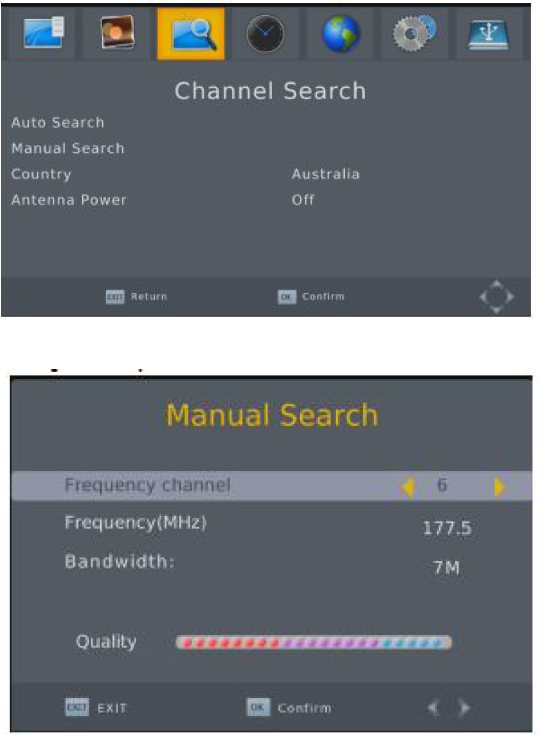 Channel Search
Auto Search
Manual Search
Country Australia
Antenna Power Off
EXIT Return OK Confirm
Manual Search
Frequency channel 6
Frequency(MHz) 177.5
Bandwidth: 7M
Quality
EXIT EXIT OK Confirm